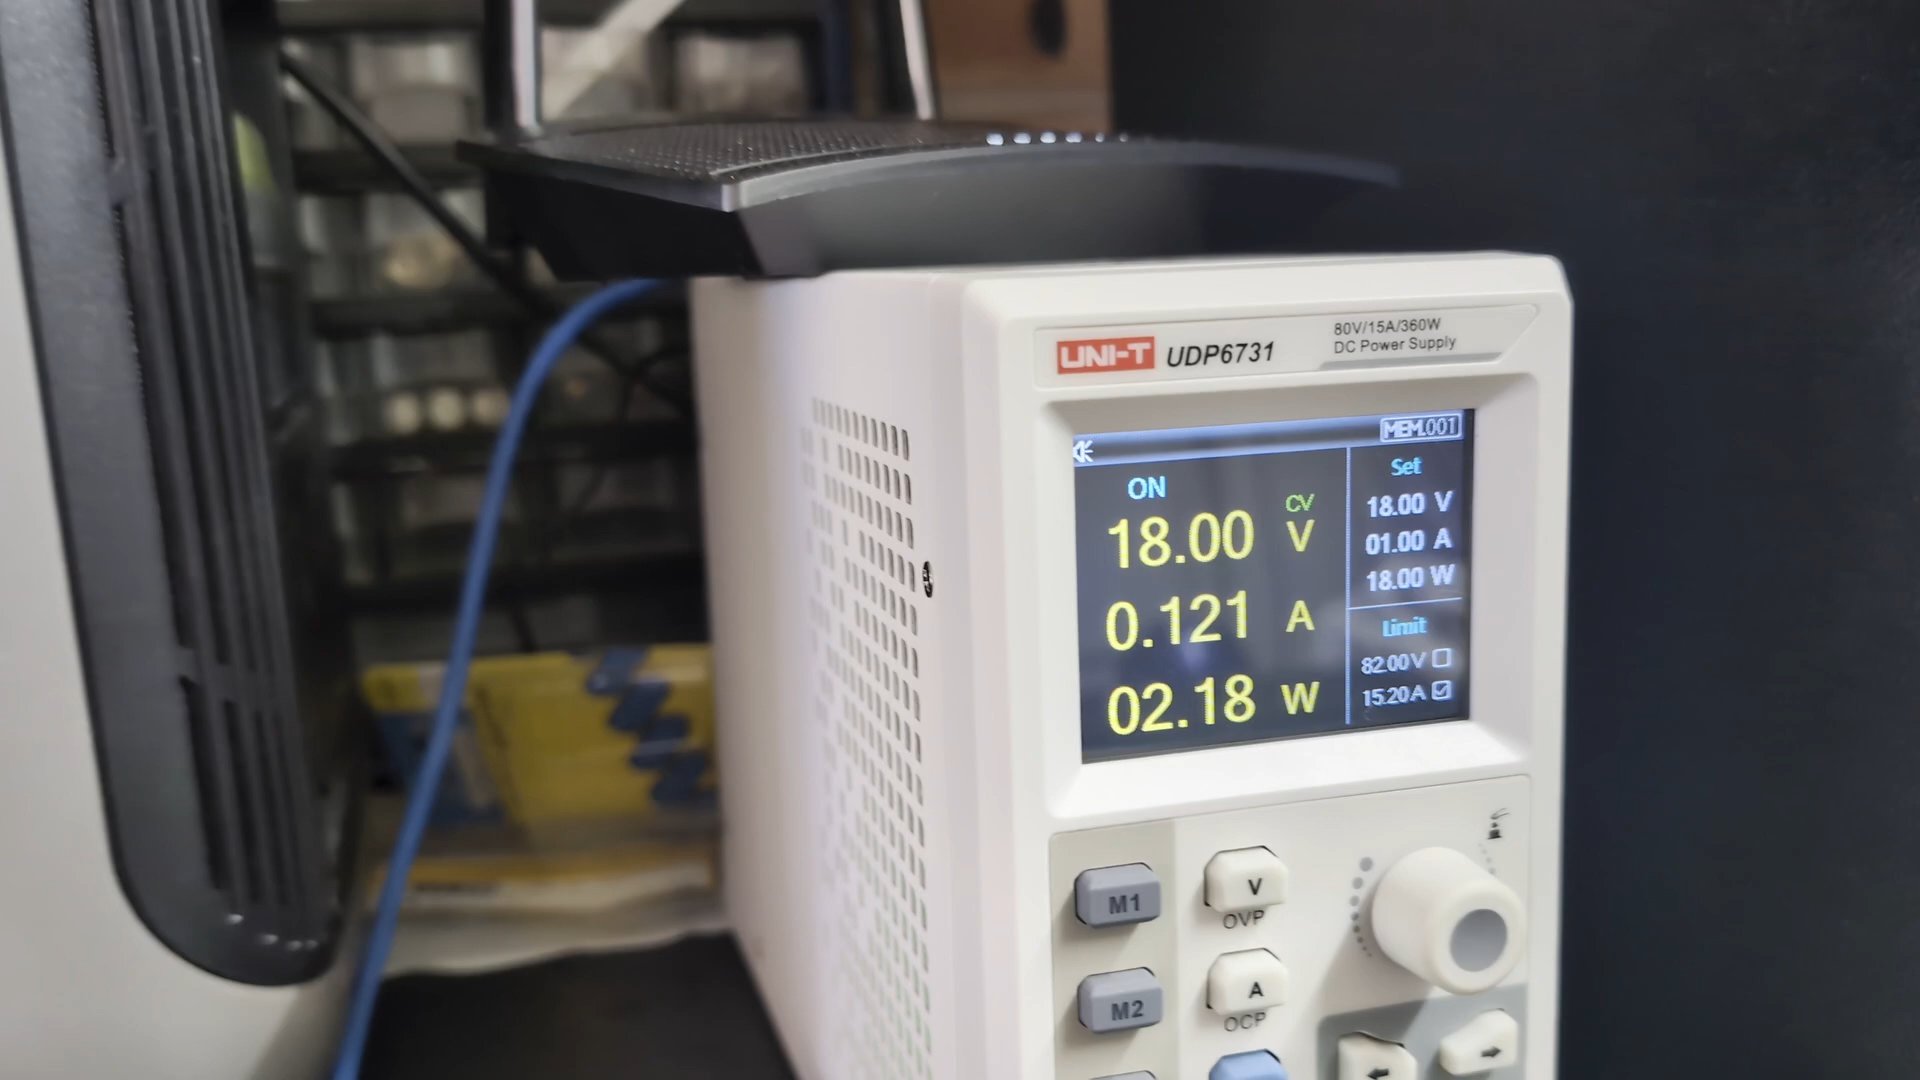 UNI-T UDP6731
80V/15A/360W
DC Power Supply
MEM.001
ON
CV
18.00 V
0.121 A
02.18 W
Set
18.00 V
01.00 A
18.00 W
Limit
82.00V
15.20A
M1
V
OVP
M2
A
OCP